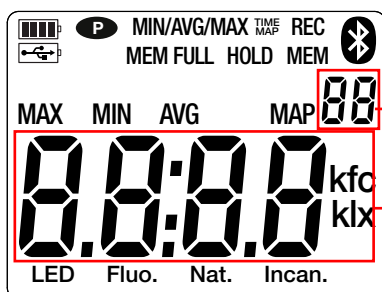 P MIN/AVG/MAX TIME MAP REC
MEM FULL HOLD MEM
88
MAX MIN AVG MAP
8.8:8.8
kfc
klx
LED Fluo. Nat. Incan.